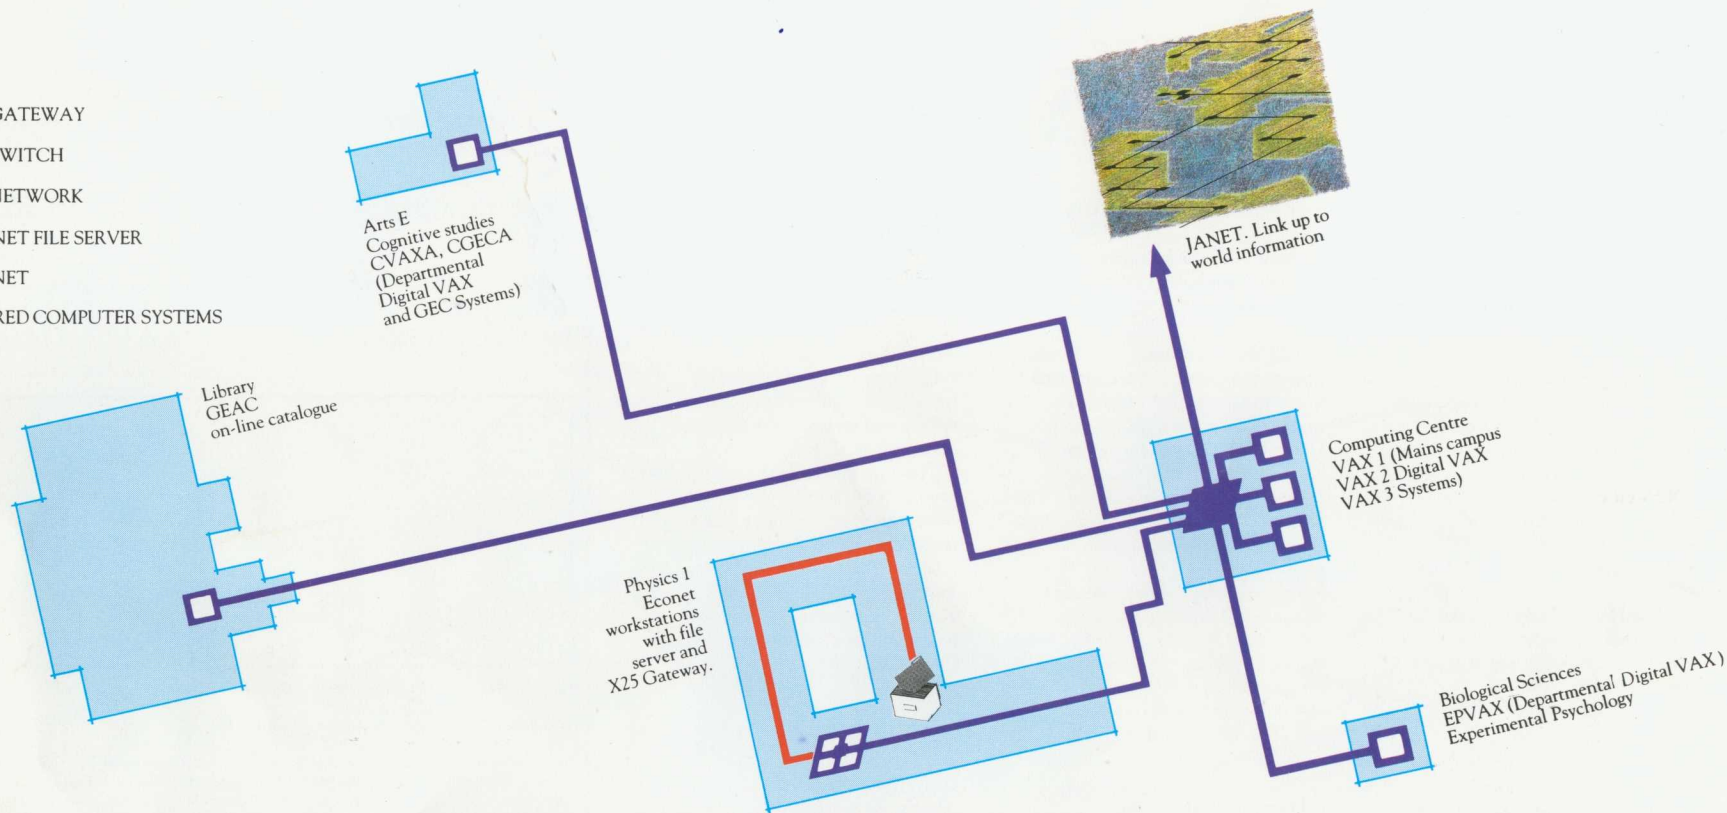 GATEWAY
WITCH
NETWORK
NET FILE SERVER
NET
RED COMPUTER SYSTEMS
Arts E
Cognitive studies
CVAXA, CGECA
(Departmental
Digital VAX
and GEC Systems)
JANET. Link up to
world information
Library
GEAC
on-line catalogue
Computing Centre
VAX 1 (Mains campus
VAX 2 Digital VAX
VAX 3 Systems)
Physics 1
Econet
workstations
with file
server and
X25 Gateway.
Biological Sciences
EPVAX (Departmental Digital VAX)
Experimental Psychology